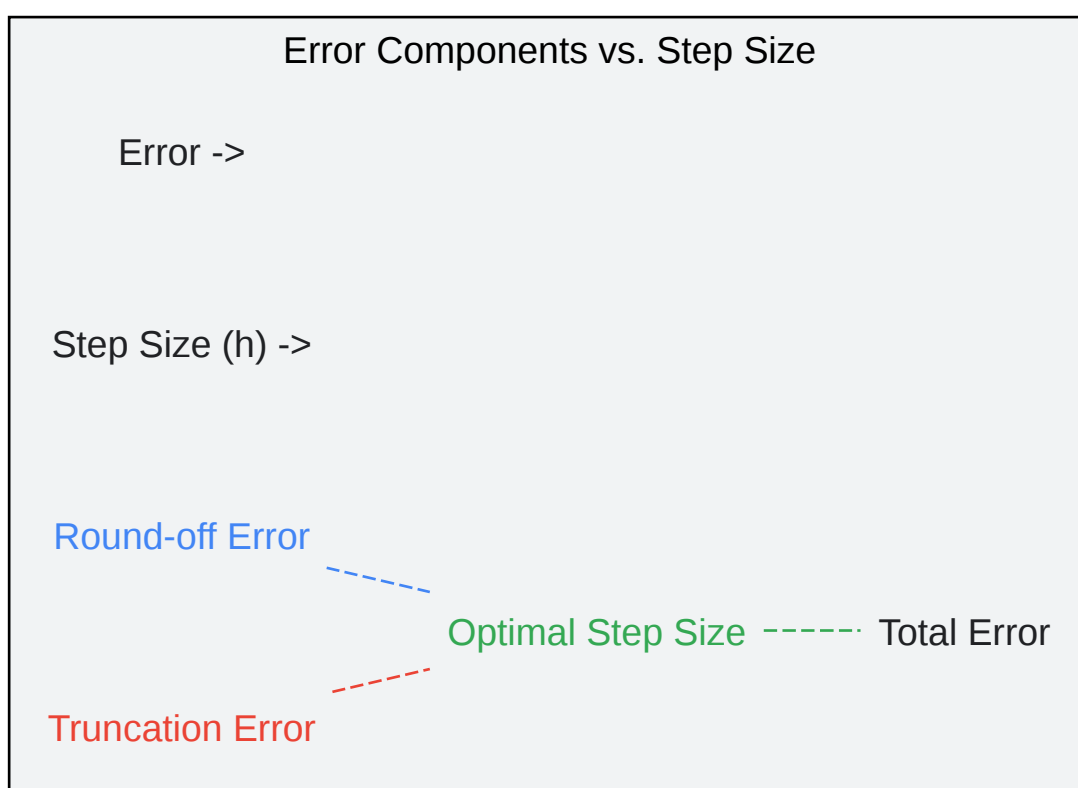 Error Components vs. Step Size
Error ->
Step Size (h) ->
Round-off Error
Optimal Step Size
Total Error
Truncation Error